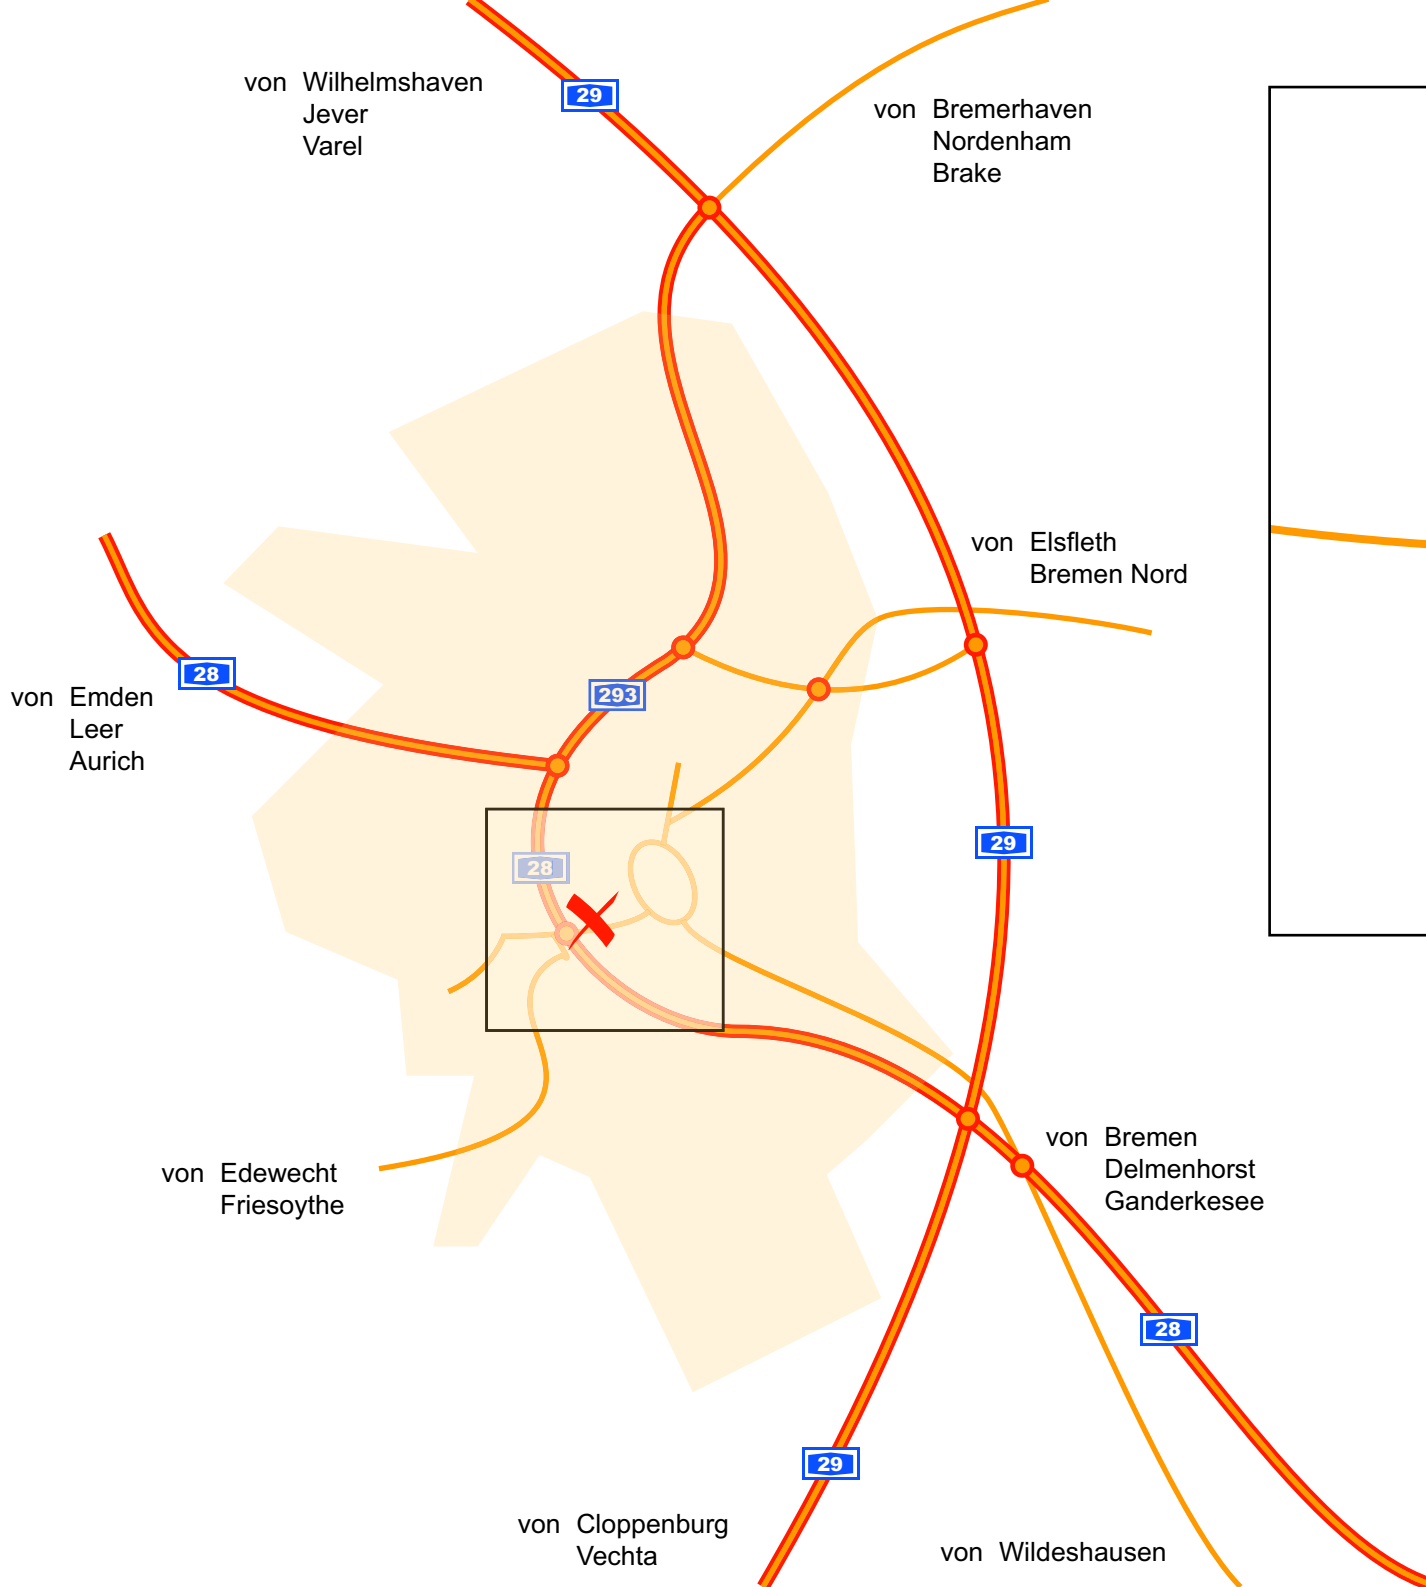 von Wilhelmshaven
Jever
Varel
29
von Bremerhaven
Nordenham
Brake
von Elsfleth
Bremen Nord
28
von Emden
Leer
Aurich
293
28
29
von Edewecht
Friesoythe
von Bremen
Delmenhorst
Ganderkesee
28
29
von Cloppenburg
Vechta
von Wildeshausen